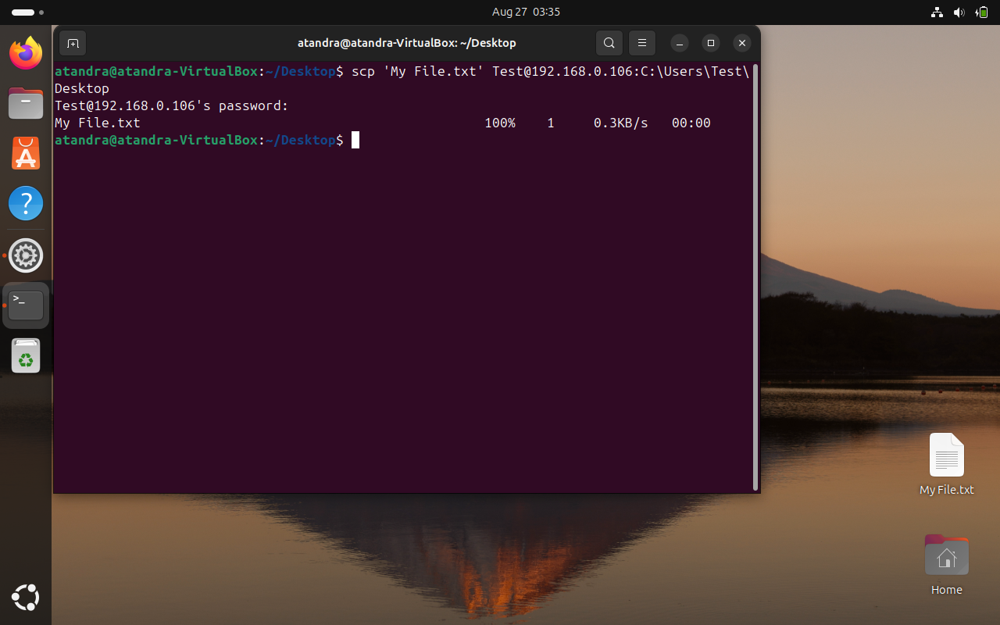 Aug 27 03:35
atandra@atandra-VirtualBox: ~/Desktop
atandra@atandra-VirtualBox:~/Desktop$ scp 'My File.txt' Test@192.168.0.106:C:\Users\Test\
Desktop
Test@192.168.0.106's password:
My File.txt 100% 1 0.3KB/s 00:00
atandra@atandra-VirtualBox:~/Desktop$
My File.txt
Home